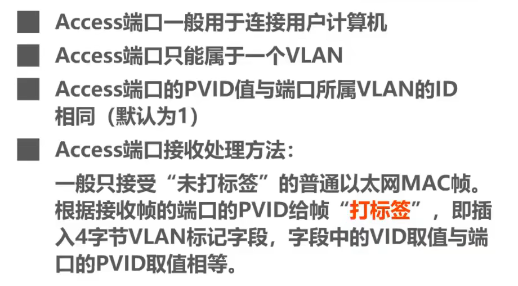 Access端口一般用于连接用户计算机
Access端口只能属于一个VLAN
Access端口的PVID值与端口所属VLAN的ID
相同（默认为1）
Access端口接收处理方法：
一般只接受“未打标签”的普通以太网MAC帧。
根据接收帧的端口的PVID给帧“打标签”，即插
入4字节VLAN标记字段，字段中的VID取值与端
口的PVID取值相等。